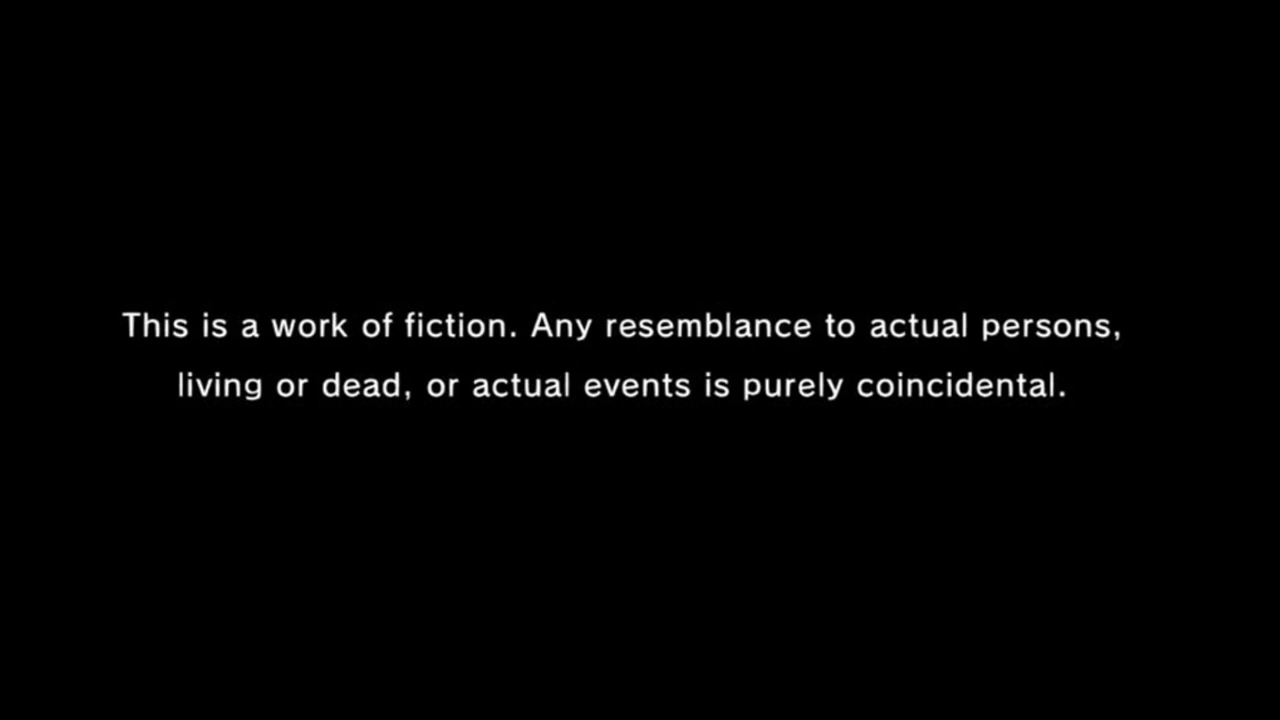 This is a work of fiction. Any resemblance to actual persons,
living or dead, or actual events is purely coincidental.